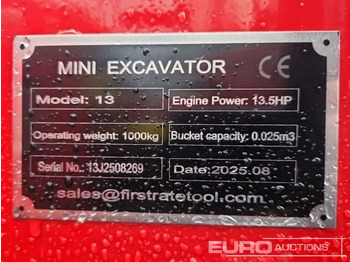 MINI EXCAVATOR CE
Model: 13 Engine Power: 13.5HP
Operating weight: 1000kg Bucket capacity: 0.025m3
Serial No.: 13J2508269 Date:2025.08
sales@firstratetool.com
EURO AUCTIONS